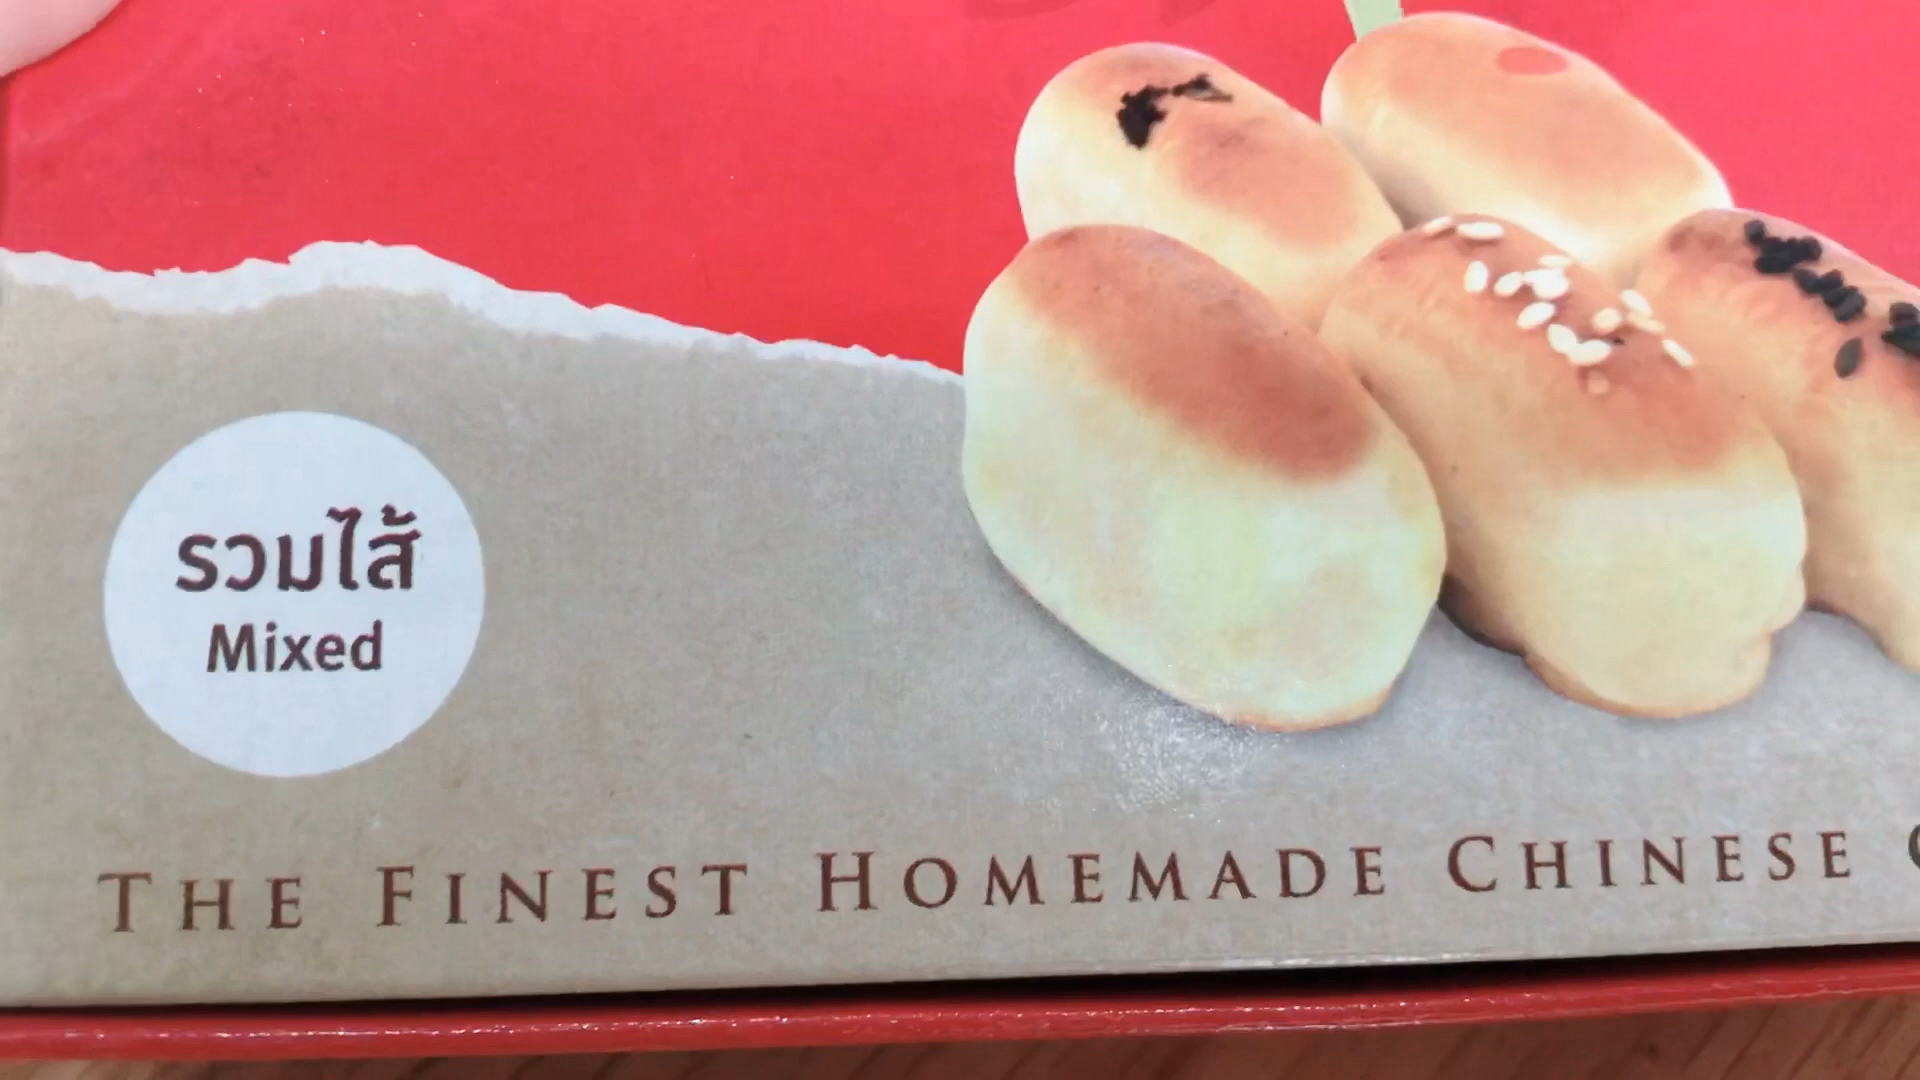 รวมไส้
Mixed
THE FINEST HOMEMADE CHINESE